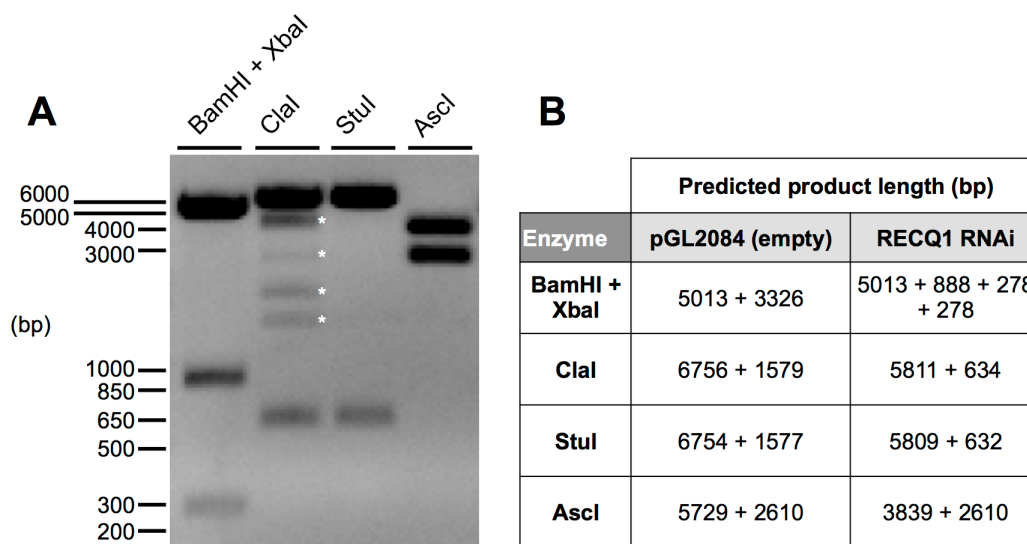 A
BamHI + XbaI
ClaI
StuI
AscI
6000
5000
4000
3000
(bp)
1000
850
650
500
300
200
*
*
*
*
B
Predicted product length (bp)
Enzyme
pGL2084 (empty)
RECQ1 RNAi
BamHI +
XbaI
5013 + 3326
5013 + 888 + 278
+ 278
ClaI
6756 + 1579
5811 + 634
StuI
6754 + 1577
5809 + 632
AscI
5729 + 2610
3839 + 2610